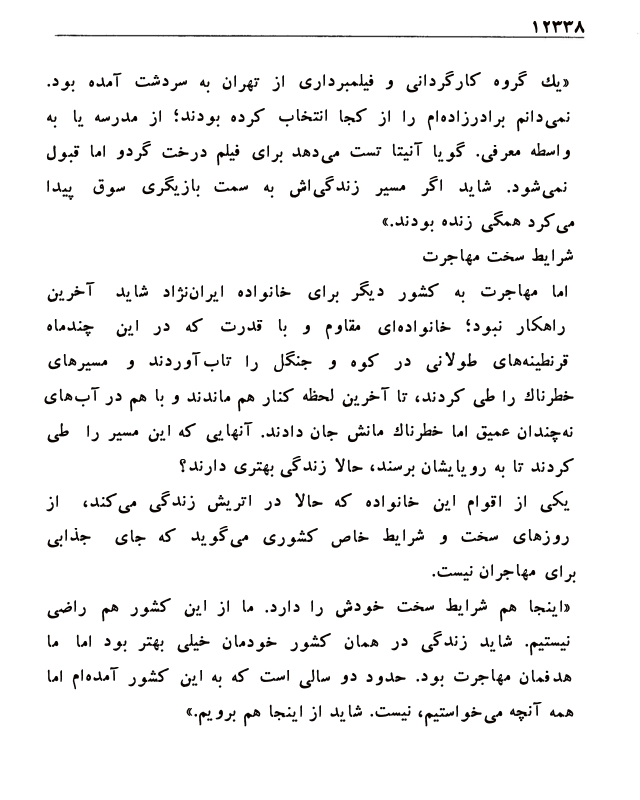 ۱۲۳۳۸
«یك گروه کارگردانی و فیلمبرداری از تهران به سردشت آمده بود.
نمی‌دانم برادرزاده‌ام را از کجا انتخاب کرده بودند؛ از مدرسه یا به
واسطه معرفی. گویا آنیتا تست می‌دهد برای فیلم درخت گردو اما قبول
نمی‌شود. شاید اگر مسیر زندگی‌اش به سمت بازیگری سوق پیدا
می‌کرد همگی زنده بودند.»
شرایط سخت مهاجرت
اما مهاجرت به کشور دیگر برای خانواده ایران‌نژاد شاید آخرین
راهکار نبود؛ خانواده‌ای مقاوم و با قدرت که در این چندماه
قرنطینه‌های طولانی در کوه و جنگل را تاب‌آوردند و مسیرهای
خطرناك را طی کردند، تا آخرین لحظه کنار هم ماندند و با هم در آب‌های
نه‌چندان عمیق اما خطرناك مانش جان دادند. آنهایی که این مسیر را طی
کردند تا به رویایشان برسند، حالا زندگی بهتری دارند؟
یکی از اقوام این خانواده که حالا در اتریش زندگی می‌کند، از
روزهای سخت و شرایط خاص کشوری می‌گوید که جای جذابی
برای مهاجران نیست.
«اینجا هم شرایط سخت خودش را دارد. ما از این کشور هم راضی
نیستیم. شاید زندگی در همان کشور خودمان خیلی بهتر بود اما ما
هدفمان مهاجرت بود. حدود دو سالی است که به این کشور آمده‌ام اما
همه آنچه می‌خواستیم، نیست. شاید از اینجا هم برویم.»